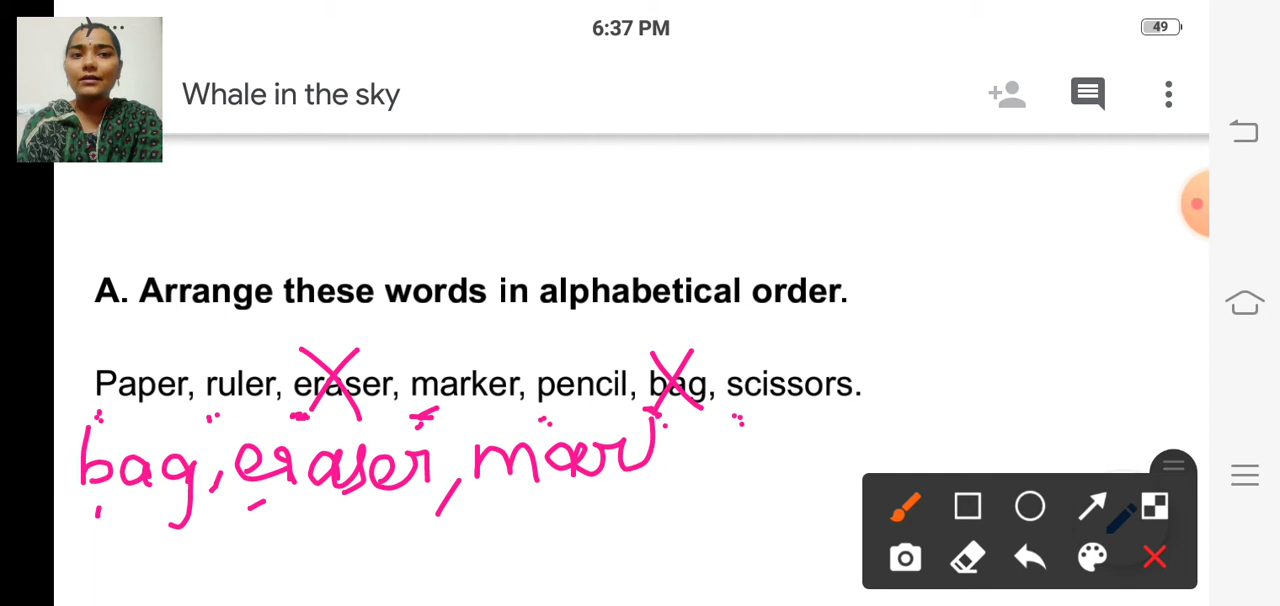 6:37 PM 49
Whale in the sky
A. Arrange these words in alphabetical order.
Paper, ruler, eraser, marker, pencil, bag, scissors.
bag, eraser, mar